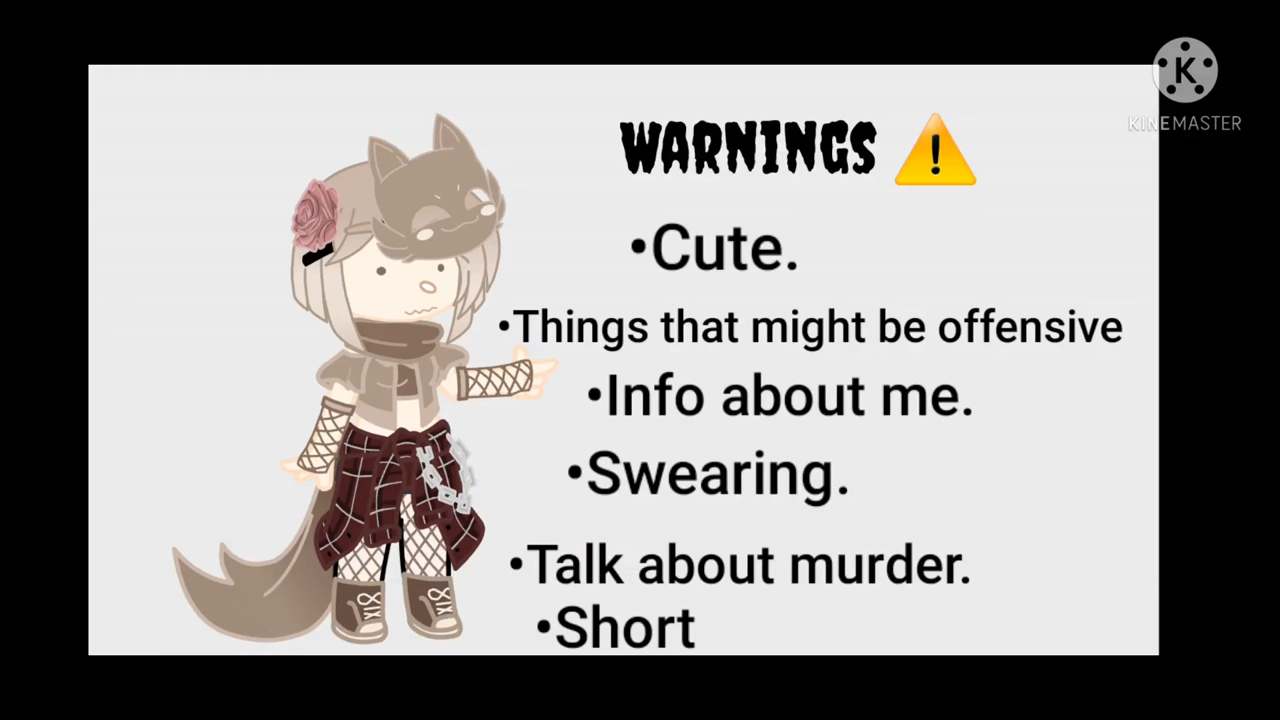 WARNINGS ⚠️
•Cute.
•Things that might be offensive
•Info about me.
•Swearing.
•Talk about murder.
•Short
K
KINEMASTER